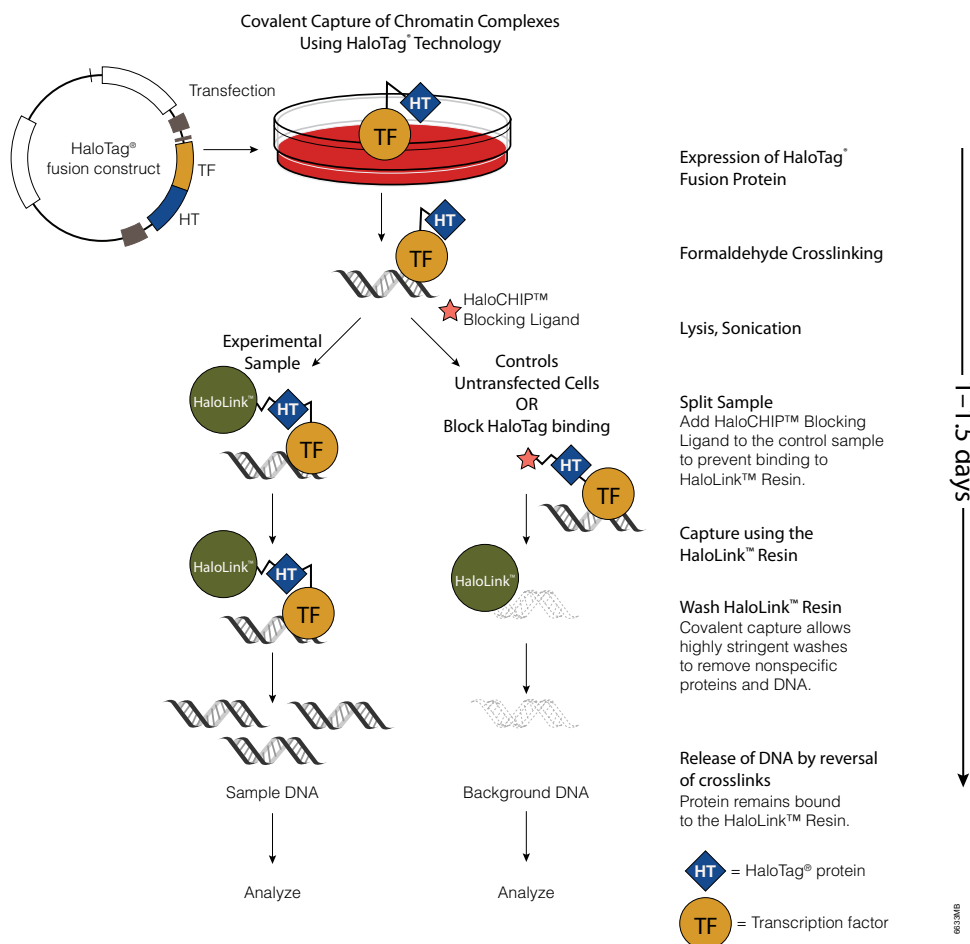 Covalent Capture of Chromatin Complexes
Using HaloTag® Technology
Transfection
HaloTag®
fusion construct
TF
HT
HT
TF
Expression of HaloTag®
Fusion Protein
HT
TF
Formaldehyde Crosslinking
HaloCHIP™
Blocking Ligand
Lysis, Sonication
Experimental
Sample
Controls
Untransfected Cells
OR
Block HaloTag binding
Split Sample
Add HaloCHIP™ Blocking
Ligand to the control sample
to prevent binding to
HaloLink™ Resin.
HaloLink™
HT
TF
HT
TF
Capture using the
HaloLink™ Resin
HaloLink™
HT
TF
HaloLink™
Wash HaloLink™ Resin
Covalent capture allows
highly stringent washes
to remove nonspecific
proteins and DNA.
Sample DNA
Background DNA
Release of DNA by reversal
of crosslinks
Protein remains bound
to the HaloLink™ Resin.
Analyze
Analyze
HT = HaloTag® protein
TF = Transcription factor
1–1.5 days
6633MB